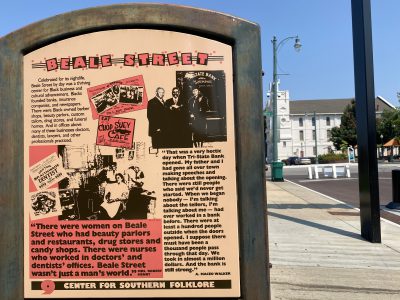 BEALE STREET
Celebrated for its nightlife,
Beale Street by day was a thriving
center for Black business and
cultural advancement. Blacks
founded banks, insurance
companies, and newspapers.
There were Black-owned barber
shops, beauty parlors, custom
tailors, drug stores, and funeral
homes. And in offices above
many of these businesses doctors,
dentists, lawyers, and other
professionals practiced.
EAT
CHOP SUEY
CAFE
DENTIST
"That was a very hectic
day when Tri-State Bank
opened. My father and I
had gone all over town
making speeches and
talking about the opening.
There were still people
who said we'd never get
started. When we began
nobody — I'm talking
about the tellers, I'm
talking about me — had
ever worked in a bank
before. There were at
least a hundred people
outside when the doors
opened. I suppose there
must have been a
thousand people pass
through that day. We
took in almost a million
dollars. And the bank is
still strong."
A. MACEO WALKER
"There were women on Beale
Street who had beauty parlors
and restaurants, drug stores and
candy shops. There were nurses
who worked in doctors' and
dentists' offices. Beale Street
wasn't just a man's world."
CENTER FOR SOUTHERN FOLKLORE